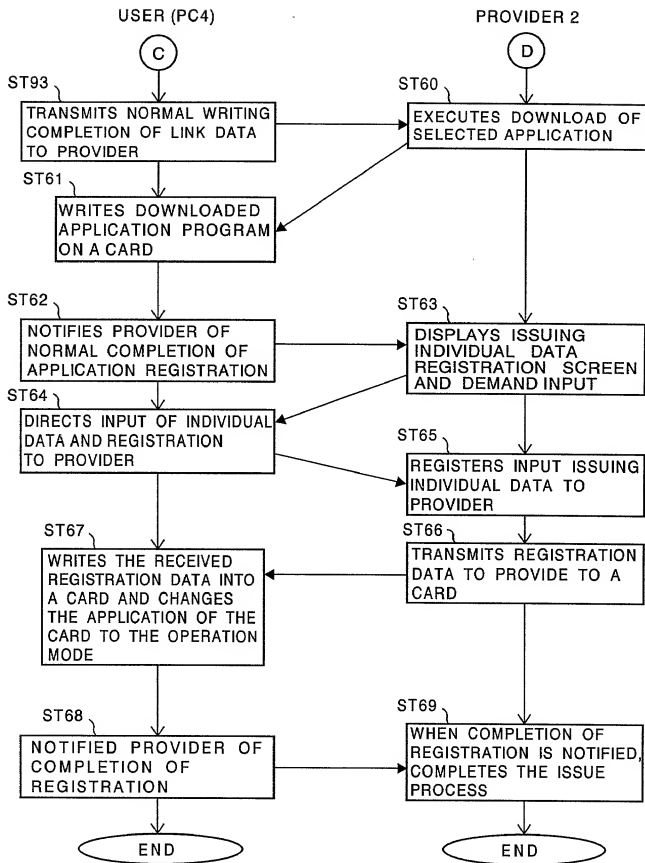 USER (PC4)
PROVIDER 2
C
D
ST93
TRANSMITS NORMAL WRITING
COMPLETION OF LINK DATA
TO PROVIDER
ST60
EXECUTES DOWNLOAD OF
SELECTED APPLICATION
ST61
WRITES DOWNLOADED
APPLICATION PROGRAM
ON A CARD
ST62
NOTIFIES PROVIDER OF
NORMAL COMPLETION OF
APPLICATION REGISTRATION
ST63
DISPLAYS ISSUING
INDIVIDUAL DATA
REGISTRATION SCREEN
AND DEMAND INPUT
ST64
DIRECTS INPUT OF INDIVIDUAL
DATA AND REGISTRATION
TO PROVIDER
ST65
REGISTERS INPUT ISSUING
INDIVIDUAL DATA TO
PROVIDER
ST66
TRANSMITS REGISTRATION
DATA TO PROVIDE TO A
CARD
ST67
WRITES THE RECEIVED
REGISTRATION DATA INTO
A CARD AND CHANGES
THE APPLICATION OF THE
CARD TO THE OPERATION
MODE
ST68
NOTIFIED PROVIDER OF
COMPLETION OF
REGISTRATION
ST69
WHEN COMPLETION OF
REGISTRATION IS NOTIFIED,
COMPLETES THE ISSUE
PROCESS
END
END